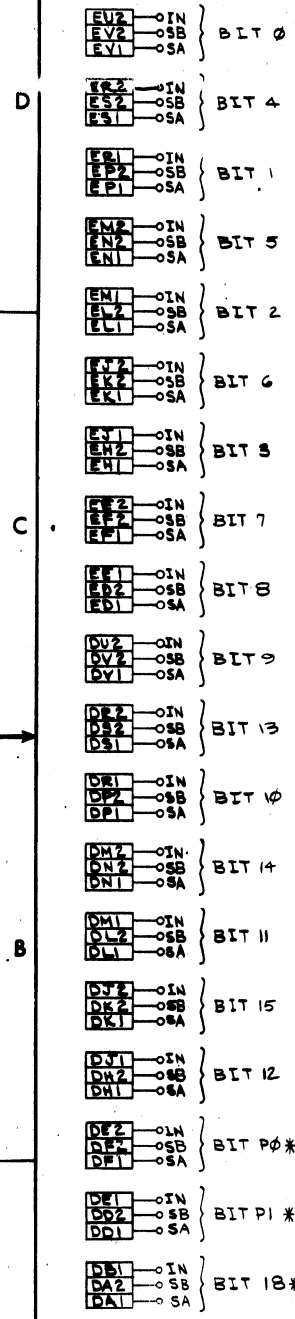 EU2 IN
EV2 SB BIT Ø
EV1 SA
D
ER2 IN
ES2 SB BIT 4
ES1 SA
ER1 IN
EP2 SB BIT 1
EP1 SA
EM2 IN
EN2 SB BIT 5
EN1 SA
EM1 IN
EL2 SB BIT 2
EL1 SA
EJ2 IN
EK2 SB BIT 6
EK1 SA
EJ1 IN
EH2 SB BIT 3
EH1 SA
EE2 IN
C EF2 SB BIT 7
EF1 SA
EE1 IN
ED2 SB BIT 8
ED1 SA
DU2 IN
DV2 SB BIT 9
DV1 SA
DR2 IN
DS2 SB BIT 13
DS1 SA
DR1 IN
DP2 SB BIT 1Ø
DP1 SA
DM2 IN
DN2 SB BIT 14
DN1 SA
DM1 IN
DL2 SB BIT 11
B DL1 SA
DJ2 IN
DK2 SB BIT 15
DK1 SA
DJ1 IN
DH2 SB BIT 12
DH1 SA
DE2 IN
DF2 SB BIT PØ*
DF1 SA
DE1 IN
DD2 SB BIT P1 *
DD1 SA
DB1 IN
DA2 SB BIT 18*
DA1 SA